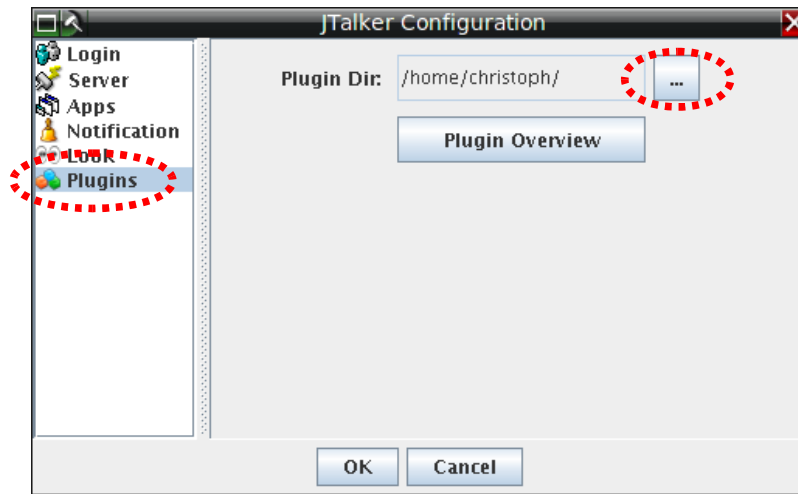 JTalker Configuration
Login
Server
Apps
Notification
Look
Plugins
Plugin Dir: /home/christoph/ ...
Plugin Overview
OK Cancel